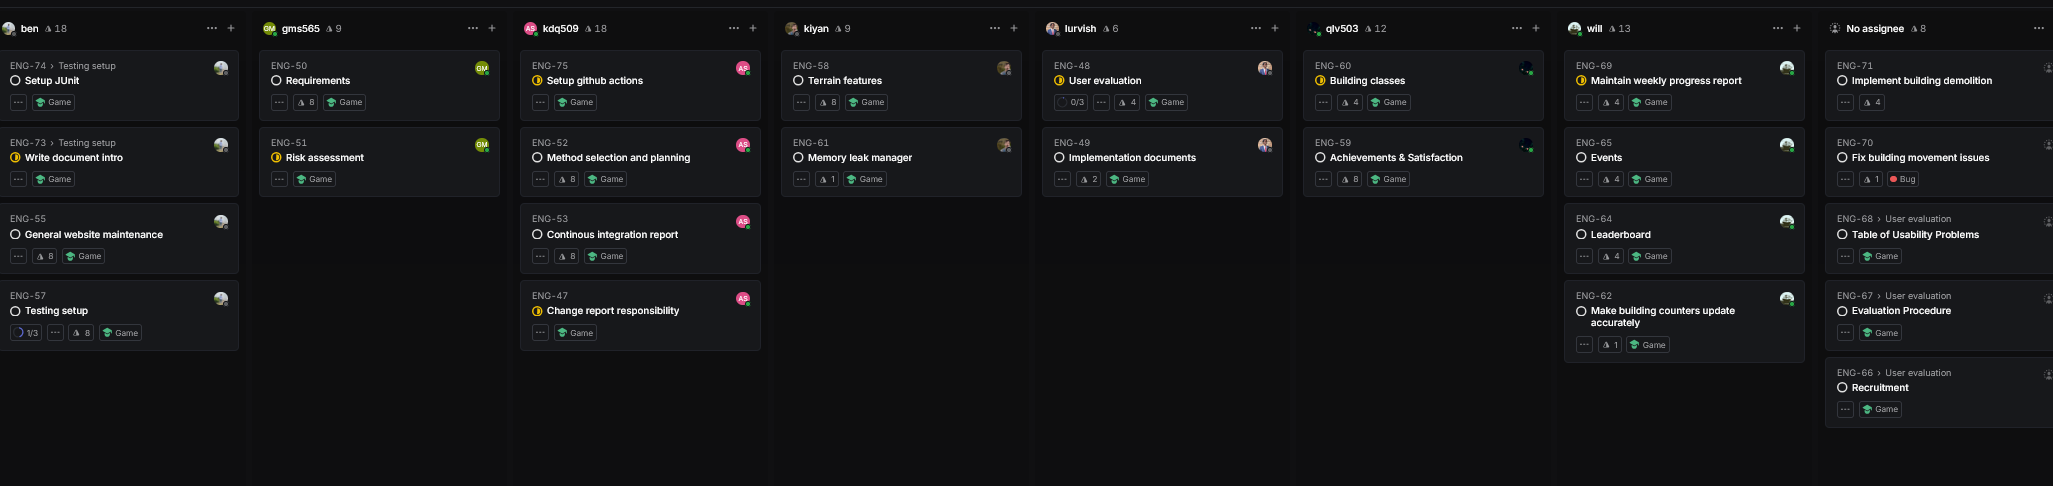 ben 18
ENG-74 › Testing setup
Setup JUnit
Game
ENG-73 › Testing setup
Write document intro
Game
ENG-55
General website maintenance
8 Game
ENG-57
Testing setup
1/3 8 Game
GM gms565 9
ENG-50 GM
Requirements
8 Game
ENG-51 GM
Risk assessment
Game
AS kdq509 18
ENG-75 AS
Setup github actions
Game
ENG-52 AS
Method selection and planning
8 Game
ENG-53 AS
Continous integration report
8 Game
ENG-47 AS
Change report responsibility
Game
kiyan 9
ENG-58
Terrain features
8 Game
ENG-61
Memory leak manager
1 Game
lurvish 6
ENG-48
User evaluation
0/3 4 Game
ENG-49
Implementation documents
2 Game
qlv503 12
ENG-60
Building classes
4 Game
ENG-59
Achievements & Satisfaction
8 Game
will 13
ENG-69
Maintain weekly progress report
4 Game
ENG-65
Events
4 Game
ENG-64
Leaderboard
4 Game
ENG-62
Make building counters update
accurately
1 Game
No assignee 8
ENG-71
Implement building demolition
4
ENG-70
Fix building movement issues
1 Bug
ENG-68 › User evaluation
Table of Usability Problems
Game
ENG-67 › User evaluation
Evaluation Procedure
Game
ENG-66 › User evaluation
Recruitment
Game